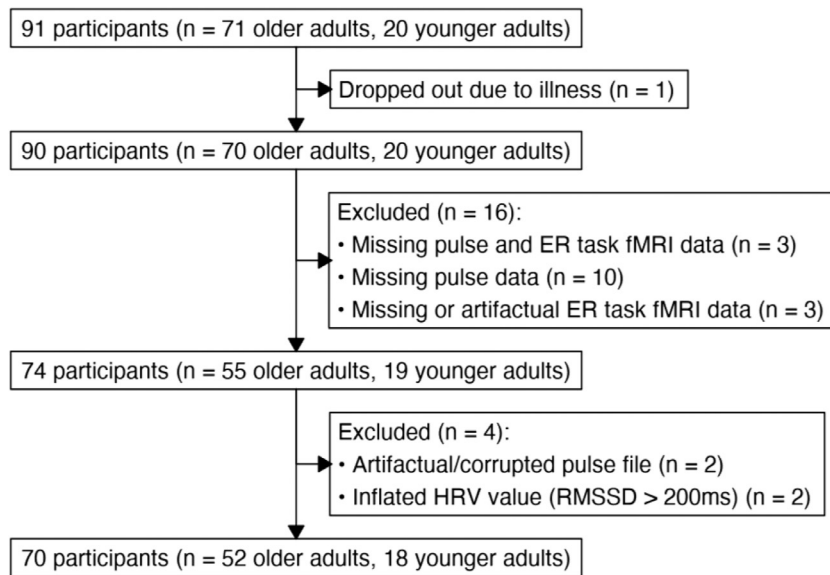 91 participants (n = 71 older adults, 20 younger adults)
Dropped out due to illness (n = 1)
90 participants (n = 70 older adults, 20 younger adults)
Excluded (n = 16):
• Missing pulse and ER task fMRI data (n = 3)
• Missing pulse data (n = 10)
• Missing or artifactual ER task fMRI data (n = 3)
74 participants (n = 55 older adults, 19 younger adults)
Excluded (n = 4):
• Artifactual/corrupted pulse file (n = 2)
• Inflated HRV value (RMSSD > 200ms) (n = 2)
70 participants (n = 52 older adults, 18 younger adults)